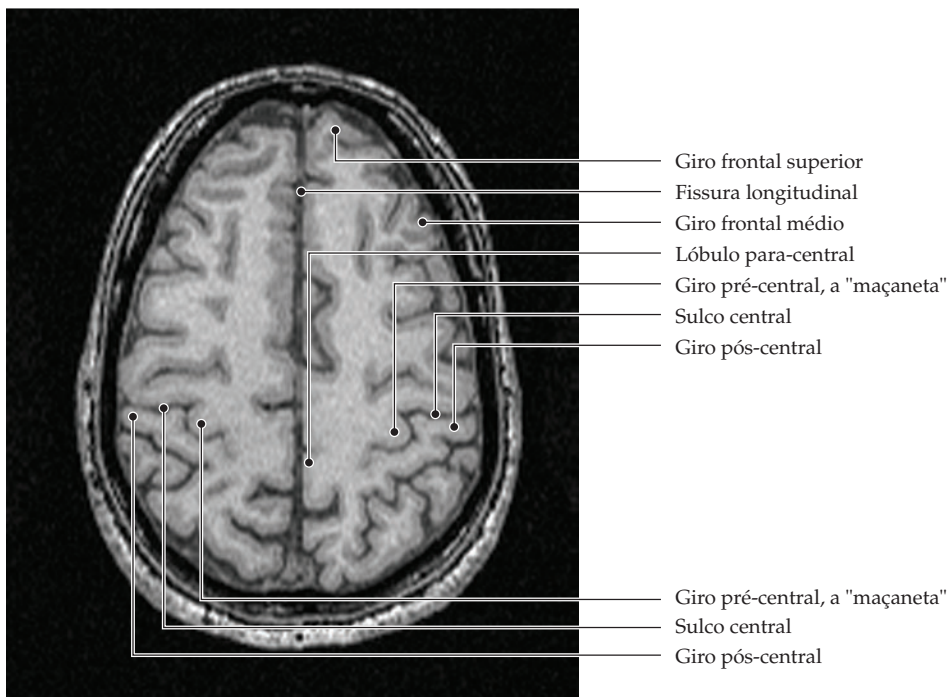 Giro frontal superior
Fissura longitudinal
Giro frontal médio
Lóbulo para-central
Giro pré-central, a "maçaneta"
Sulco central
Giro pós-central
Giro pré-central, a "maçaneta"
Sulco central
Giro pós-central